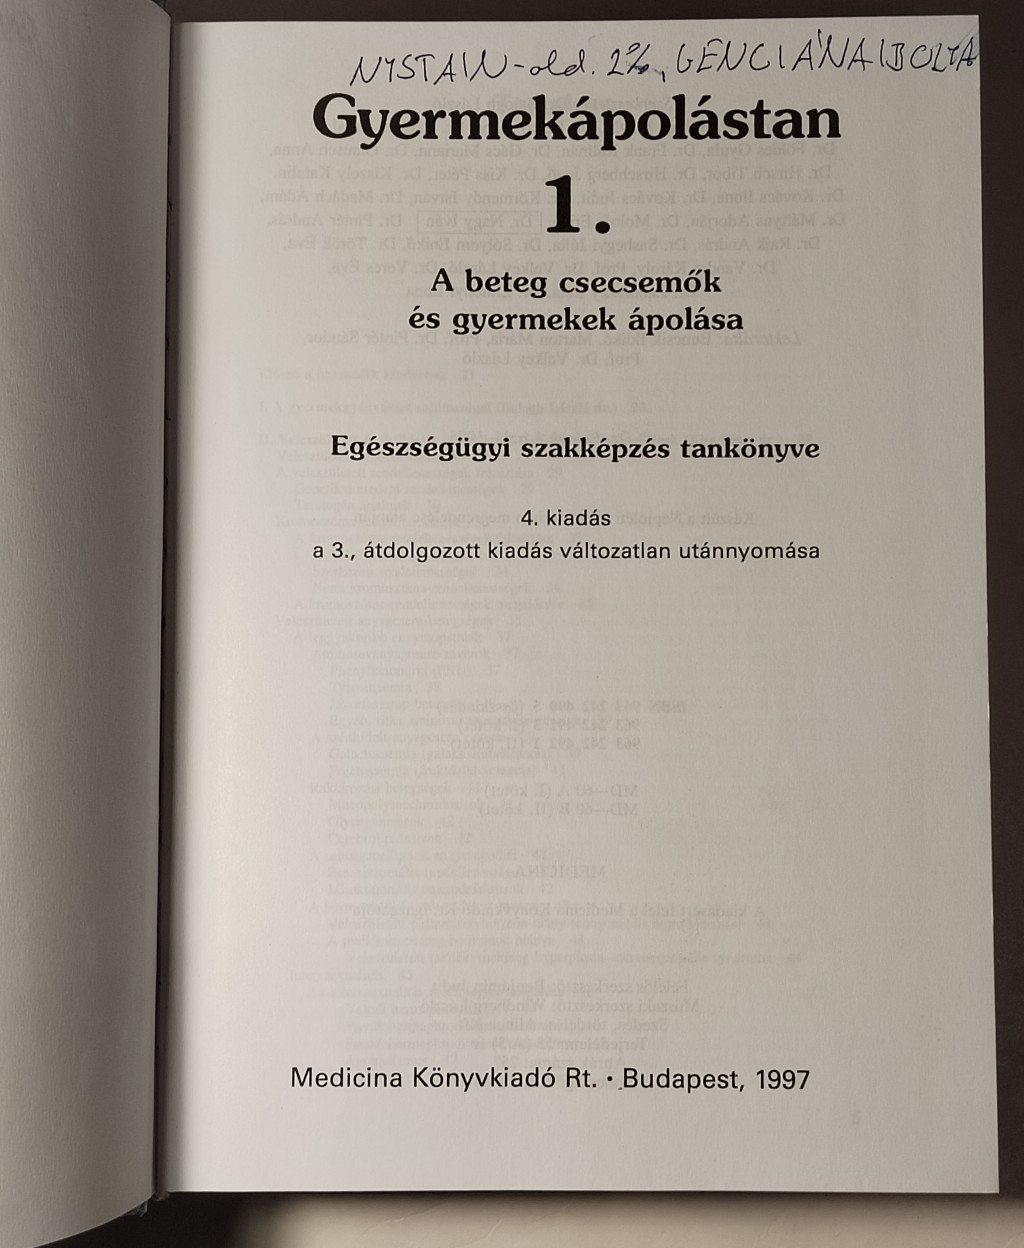 NYSTAIN-old. 2%, GENCIÁNAIBOLYA
Gyermekápolástan
1.
A beteg csecsemők
és gyermekek ápolása
Egészségügyi szakképzés tankönyve
4. kiadás
a 3., átdolgozott kiadás változatlan utánnyomása
Medicina Könyvkiadó Rt. • Budapest, 1997